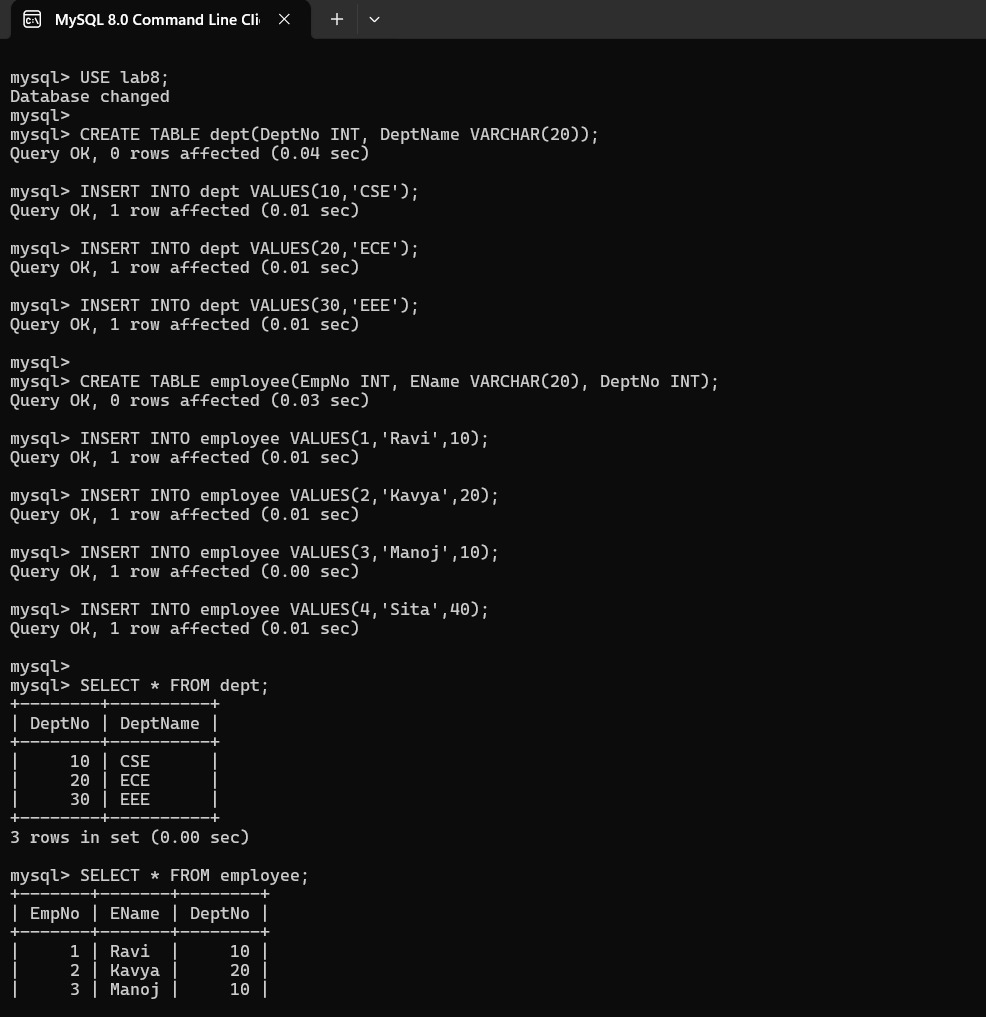 MySQL 8.0 Command Line Cli
mysql> USE lab8;
Database changed
mysql>
mysql> CREATE TABLE dept(DeptNo INT, DeptName VARCHAR(20));
Query OK, 0 rows affected (0.04 sec)
mysql> INSERT INTO dept VALUES(10,'CSE');
Query OK, 1 row affected (0.01 sec)
mysql> INSERT INTO dept VALUES(20,'ECE');
Query OK, 1 row affected (0.01 sec)
mysql> INSERT INTO dept VALUES(30,'EEE');
Query OK, 1 row affected (0.01 sec)
mysql>
mysql> CREATE TABLE employee(EmpNo INT, EName VARCHAR(20), DeptNo INT);
Query OK, 0 rows affected (0.03 sec)
mysql> INSERT INTO employee VALUES(1,'Ravi',10);
Query OK, 1 row affected (0.01 sec)
mysql> INSERT INTO employee VALUES(2,'Kavya',20);
Query OK, 1 row affected (0.01 sec)
mysql> INSERT INTO employee VALUES(3,'Manoj',10);
Query OK, 1 row affected (0.00 sec)
mysql> INSERT INTO employee VALUES(4,'Sita',40);
Query OK, 1 row affected (0.01 sec)
mysql>
mysql> SELECT * FROM dept;
+--------+----------+
| DeptNo | DeptName |
+--------+----------+
|     10 | CSE      |
|     20 | ECE      |
|     30 | EEE      |
+--------+----------+
3 rows in set (0.00 sec)
mysql> SELECT * FROM employee;
+-------+-------+--------+
| EmpNo | EName | DeptNo |
+-------+-------+--------+
|     1 | Ravi  |     10 |
|     2 | Kavya |     20 |
|     3 | Manoj |     10 |